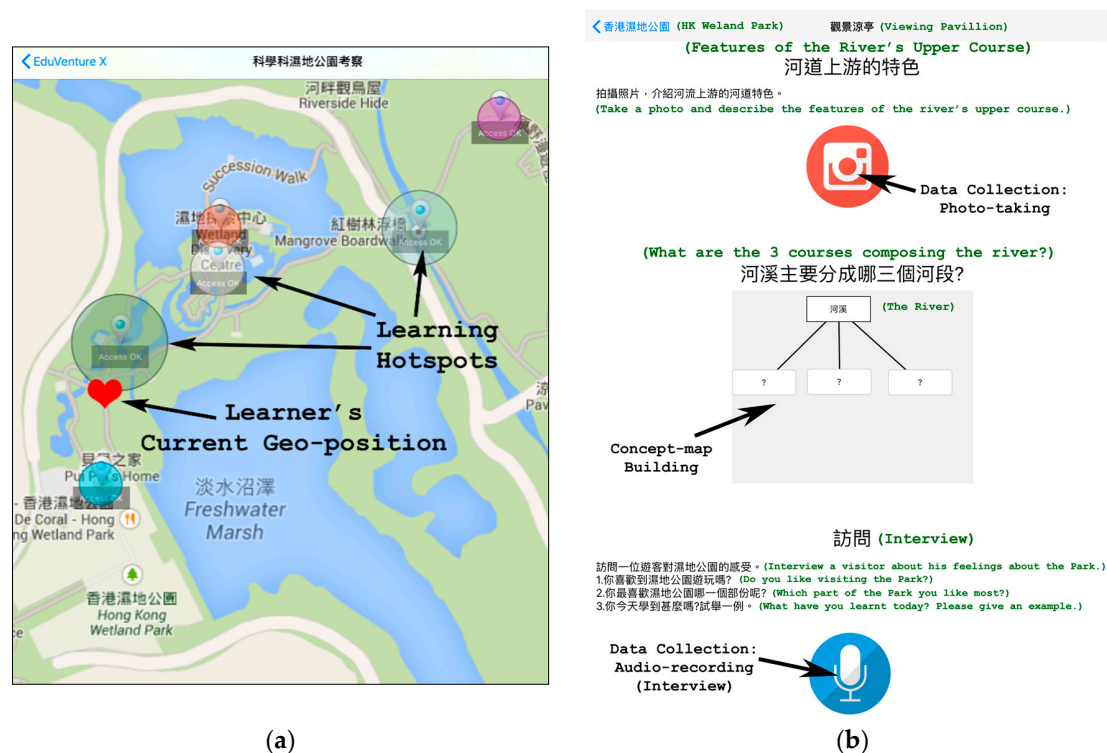 EduVenture X
科學科濕地公園考察
河畔觀鳥屋
Riverside Hide
Access OK
Succession Walk
濕地探索中心
Wetland
Discovery
Centre
Access OK
紅樹林浮橋
Mangrove Boardwalk
Access OK
Access OK
Learning
Hotspots
Learner's
Current Geo-position
涼
Pav
貝貝之家
Pui Pui's Home
Access OK
淡水沼澤
Freshwater
Marsh
- 香港濕地公園
De Coral - Hong
ng Wetland Park
香港濕地公園
Hong Kong
Wetland Park
ce
(a)
香港濕地公園 (HK Weland Park)
觀景涼亭 (Viewing Pavillion)
(Features of the River's Upper Course)
河道上游的特色
拍攝照片，介紹河流上游的河道特色。
(Take a photo and describe the features of the river's upper course.)
Data Collection:
Photo-taking
(What are the 3 courses composing the river?)
河溪主要分成哪三個河段?
河溪 (The River)
? ? ?
Concept-map
Building
訪問 (Interview)
訪問一位遊客對濕地公園的感受。(Interview a visitor about his feelings about the Park.)
1.你喜歡到濕地公園遊玩嗎? (Do you like visiting the Park?)
2.你最喜歡濕地公園哪一個部份呢? (Which part of the Park you like most?)
3.你今天學到甚麼嗎?試舉一例。 (What have you learnt today? Please give an example.)
Data Collection:
Audio-recording
(Interview)
(b)